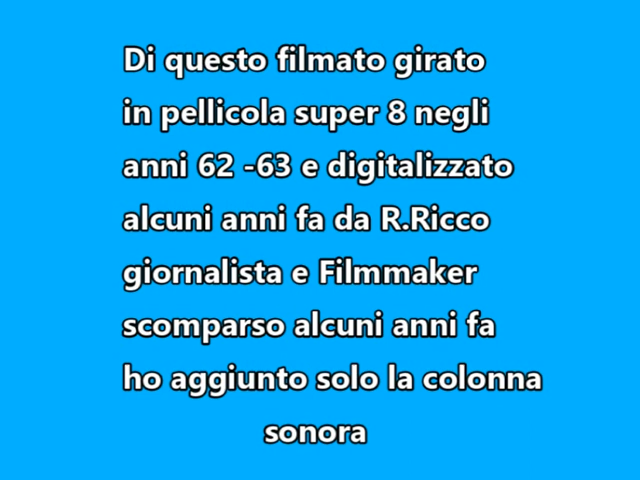 Di questo filmato girato
in pellicola super 8 negli
anni 62 -63 e digitalizzato
alcuni anni fa da R.Ricco
giornalista e Filmmaker
scomparso alcuni anni fa
ho aggiunto solo la colonna
sonora